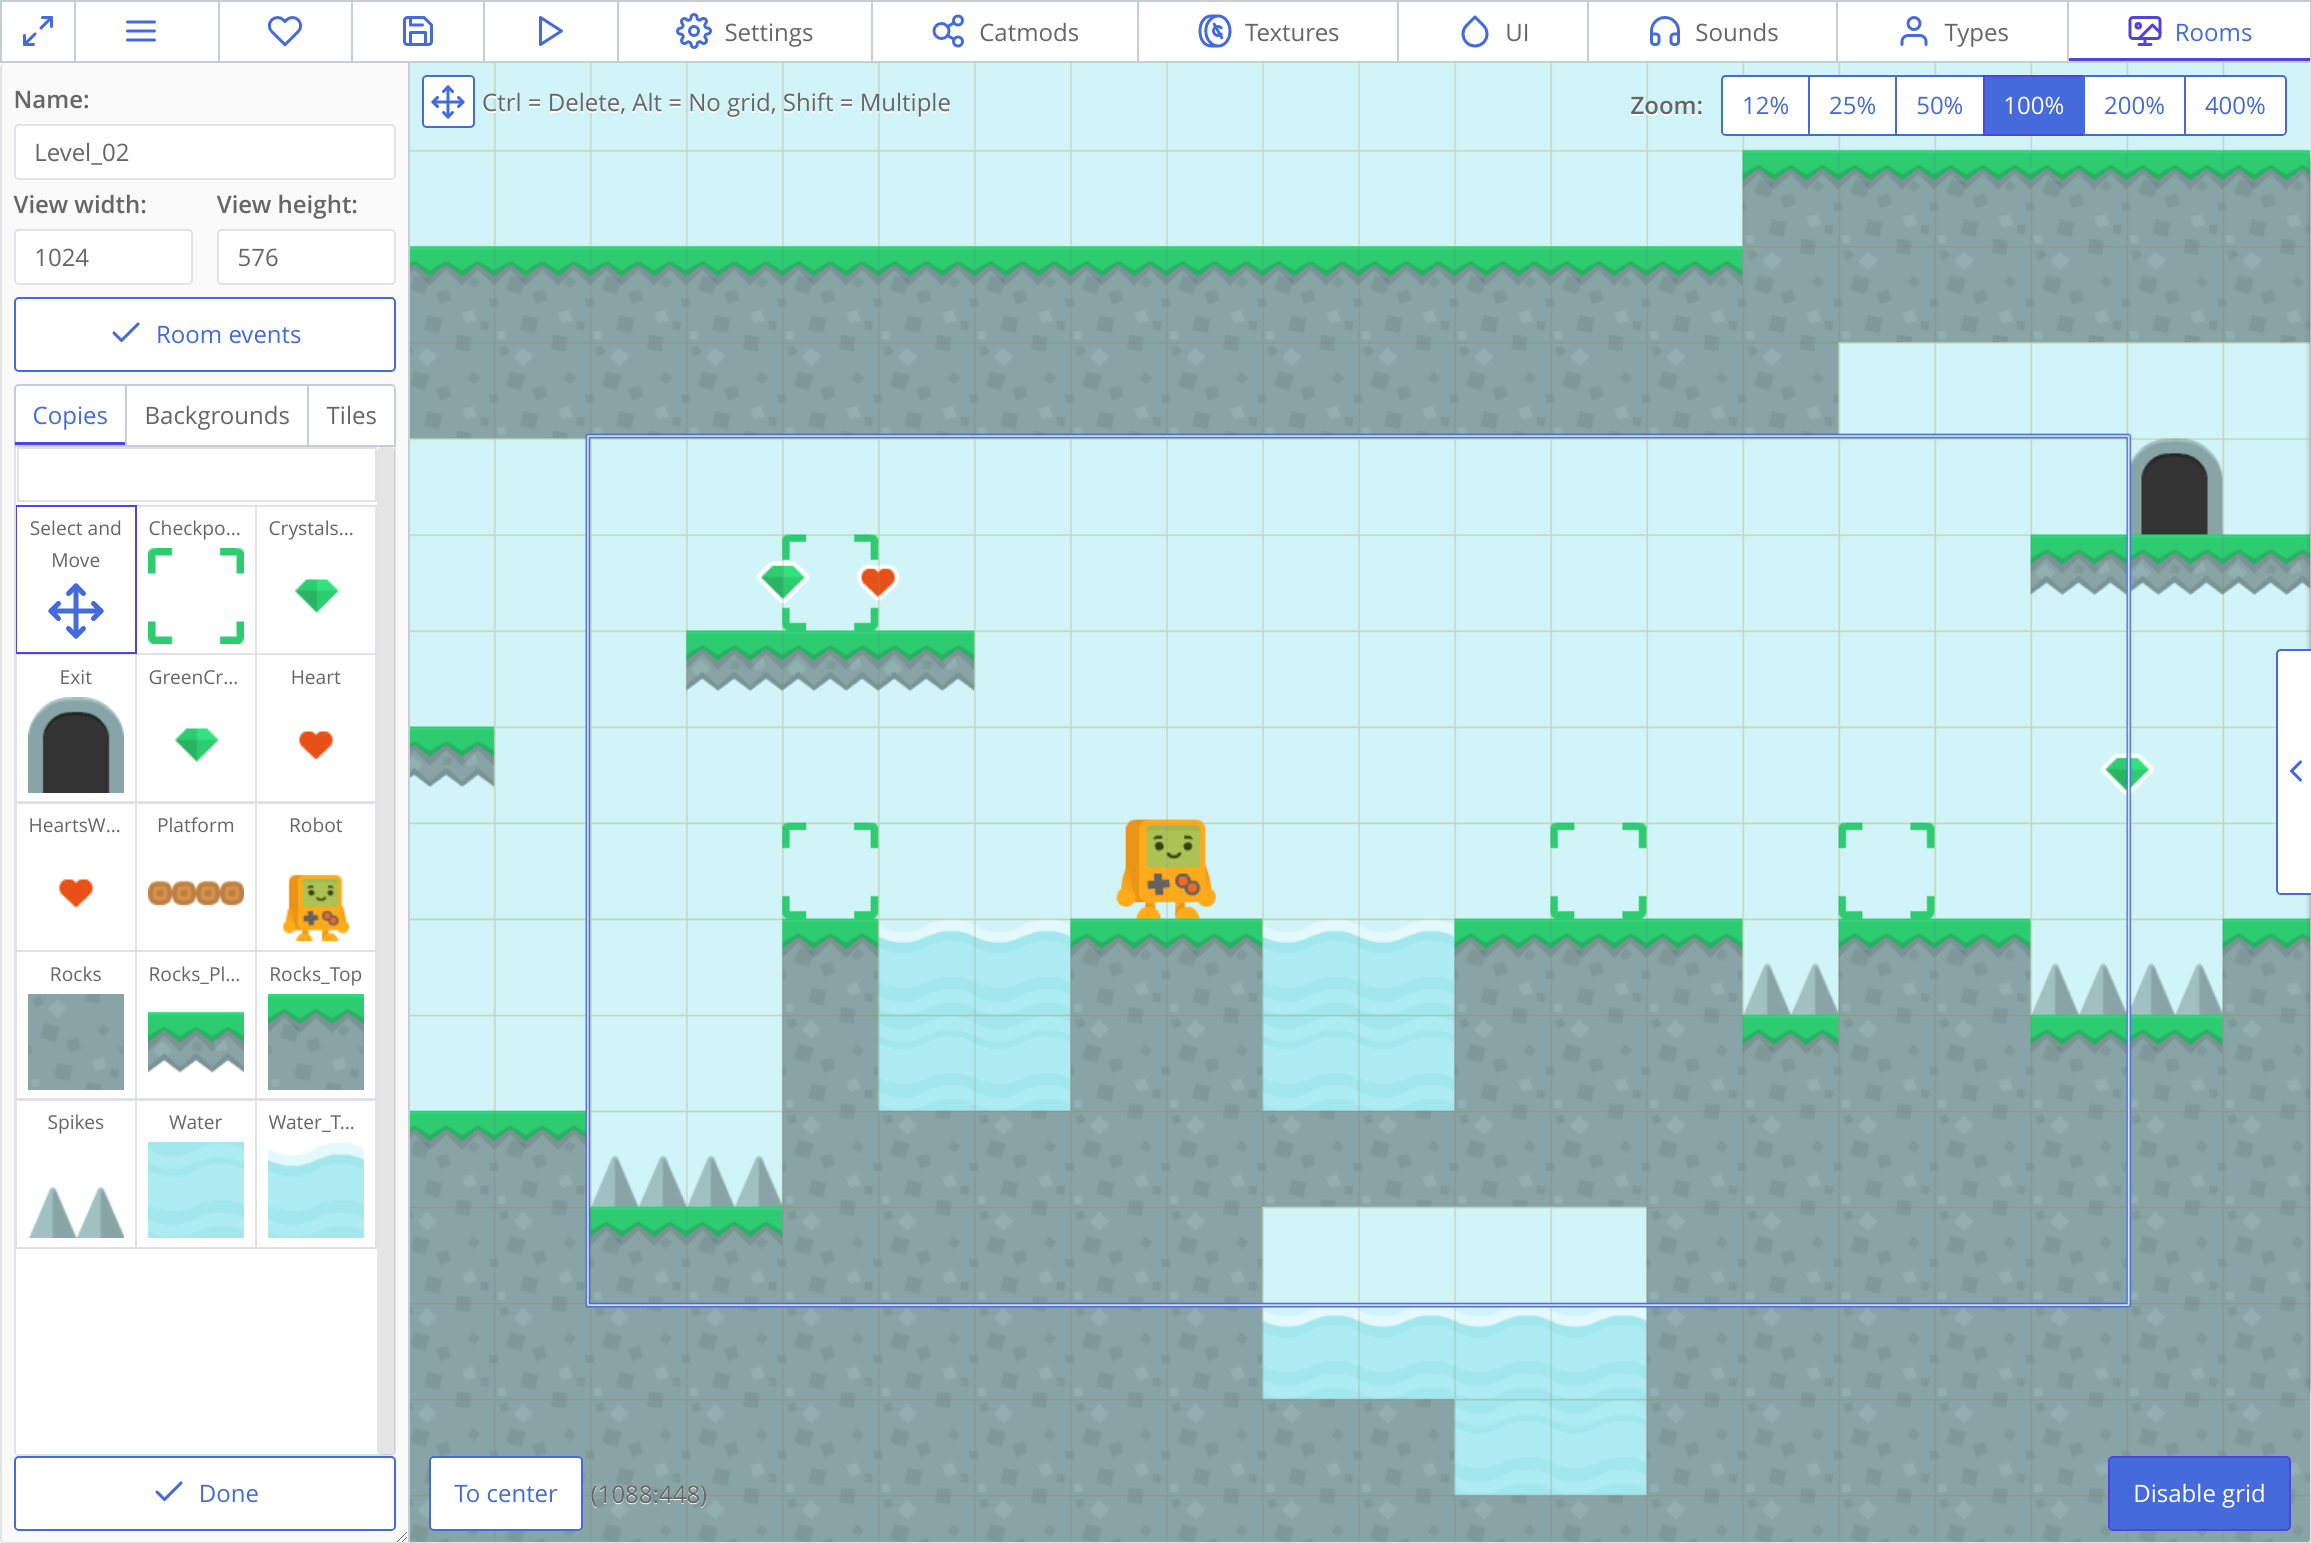 Settings
Catmods
Textures
UI
Sounds
Types
Rooms
Name:
Level_02
View width:
View height:
1024
576
Room events
Copies
Backgrounds
Tiles
Ctrl = Delete, Alt = No grid, Shift = Multiple
Zoom:
12%
25%
50%
100%
200%
400%
Select and
Move
Checkpo...
Crystals...
Exit
GreenCr...
Heart
HeartsW...
Platform
Robot
Rocks
Rocks_Pl...
Rocks_Top
Spikes
Water
Water_T...
Done
To center
(1088:448)
Disable grid